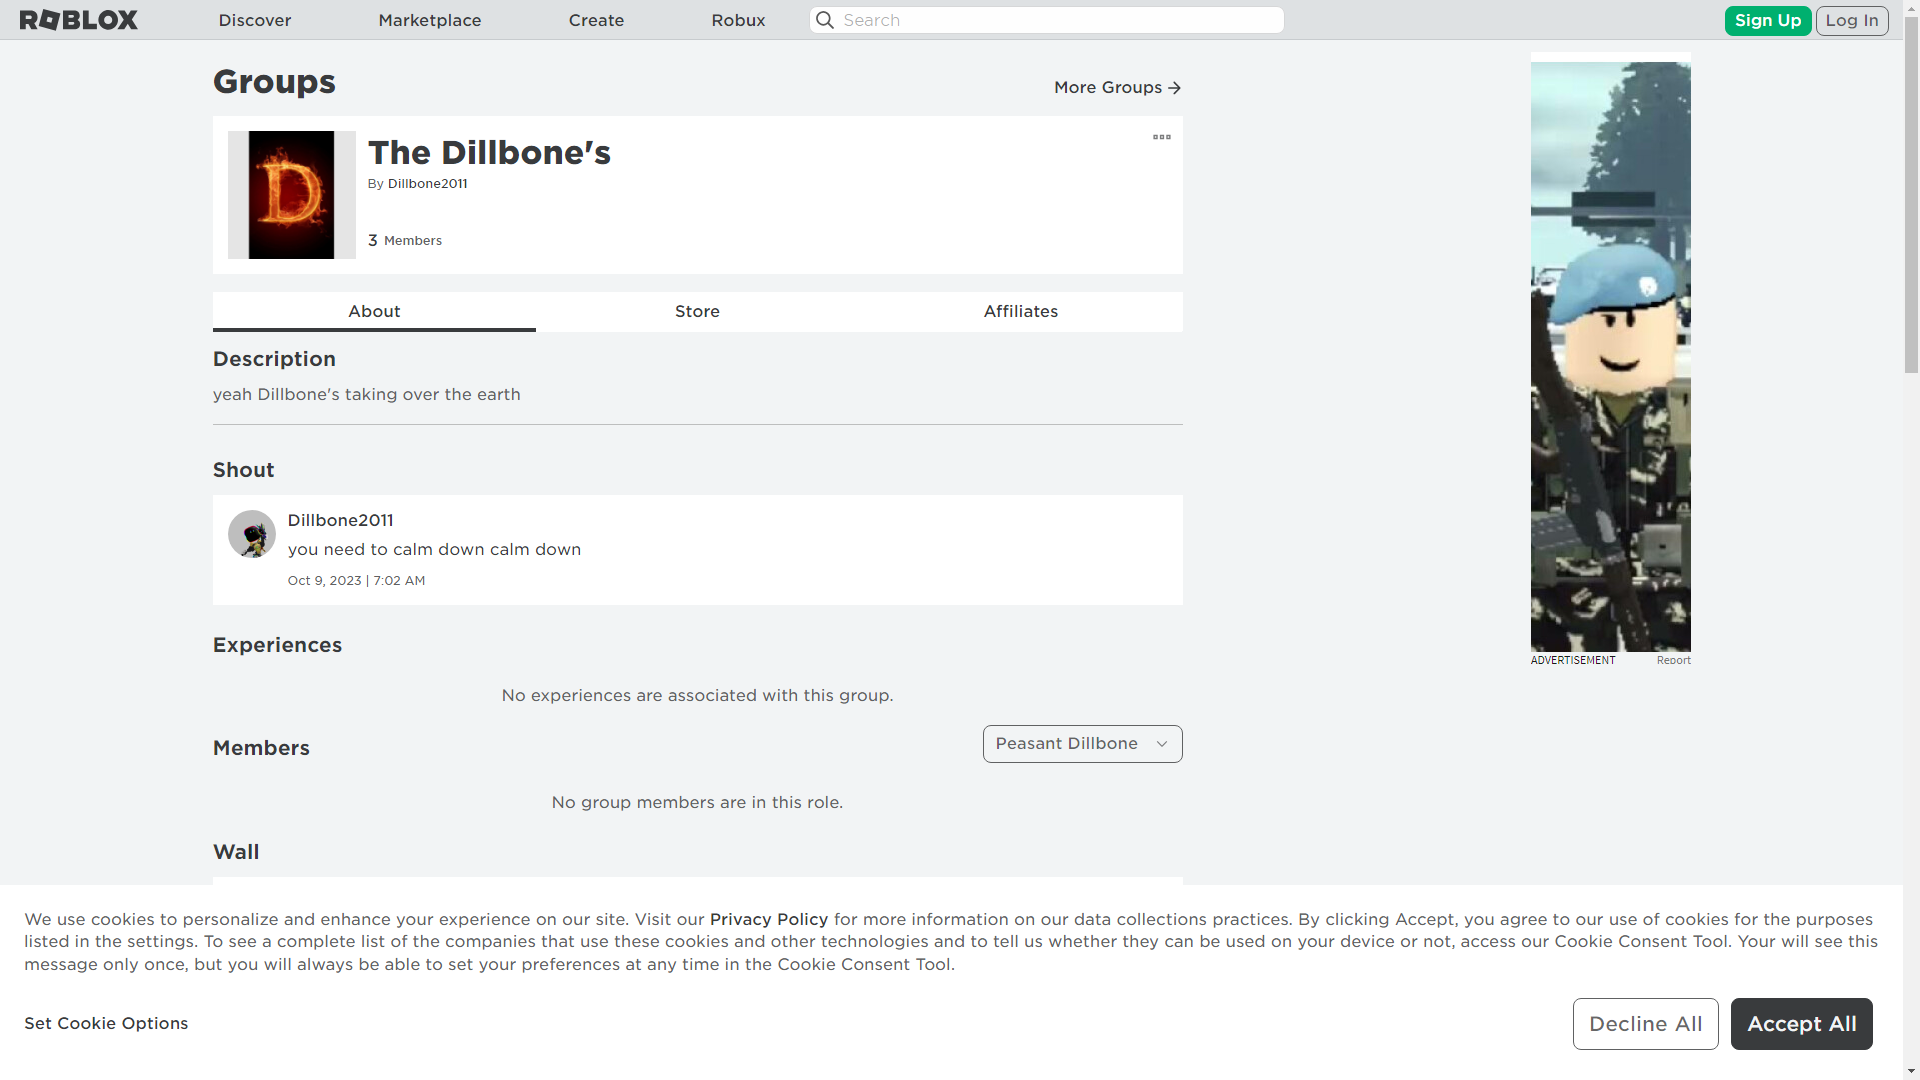 ROBLOX
Discover
Marketplace
Create
Robux
Search
Sign Up
Log In
Groups
More Groups
The Dillbone's
By Dillbone2011
3 Members
About
Store
Affiliates
Description
yeah Dillbone's taking over the earth
Shout
Dillbone2011
you need to calm down calm down
Oct 9, 2023 | 7:02 AM
Experiences
No experiences are associated with this group.
Members
Peasant Dillbone
No group members are in this role.
Wall
D
ADVERTISEMENT
Report
We use cookies to personalize and enhance your experience on our site. Visit our Privacy Policy for more information on our data collections practices. By clicking Accept, you agree to our use of cookies for the purposes
listed in the settings. To see a complete list of the companies that use these cookies and other technologies and to tell us whether they can be used on your device or not, access our Cookie Consent Tool. Your will see this
message only once, but you will always be able to set your preferences at any time in the Cookie Consent Tool.
Set Cookie Options
Decline All
Accept All